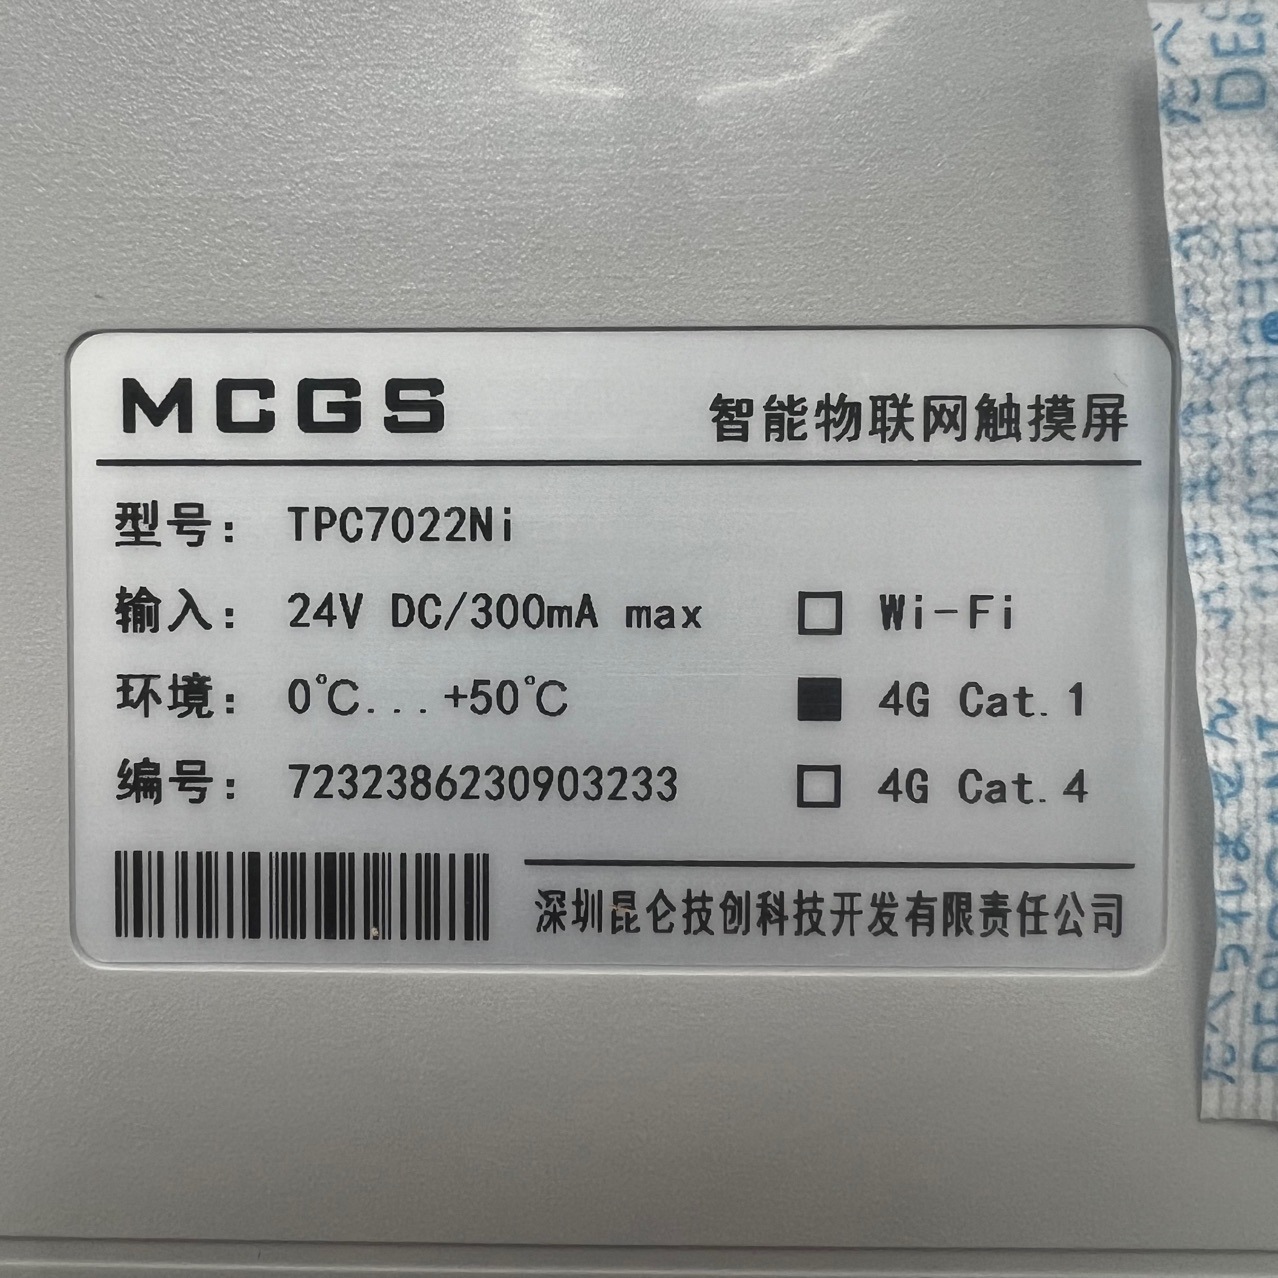 MCGS
智能物联网触摸屏
型号： TPC7022Ni
输入： 24V DC/300mA max
□ Wi-Fi
环境： 0℃...+50℃
■ 4G Cat.1
编号： 7232386230903233
□ 4G Cat.4
深圳昆仑技创科技开发有限责任公司